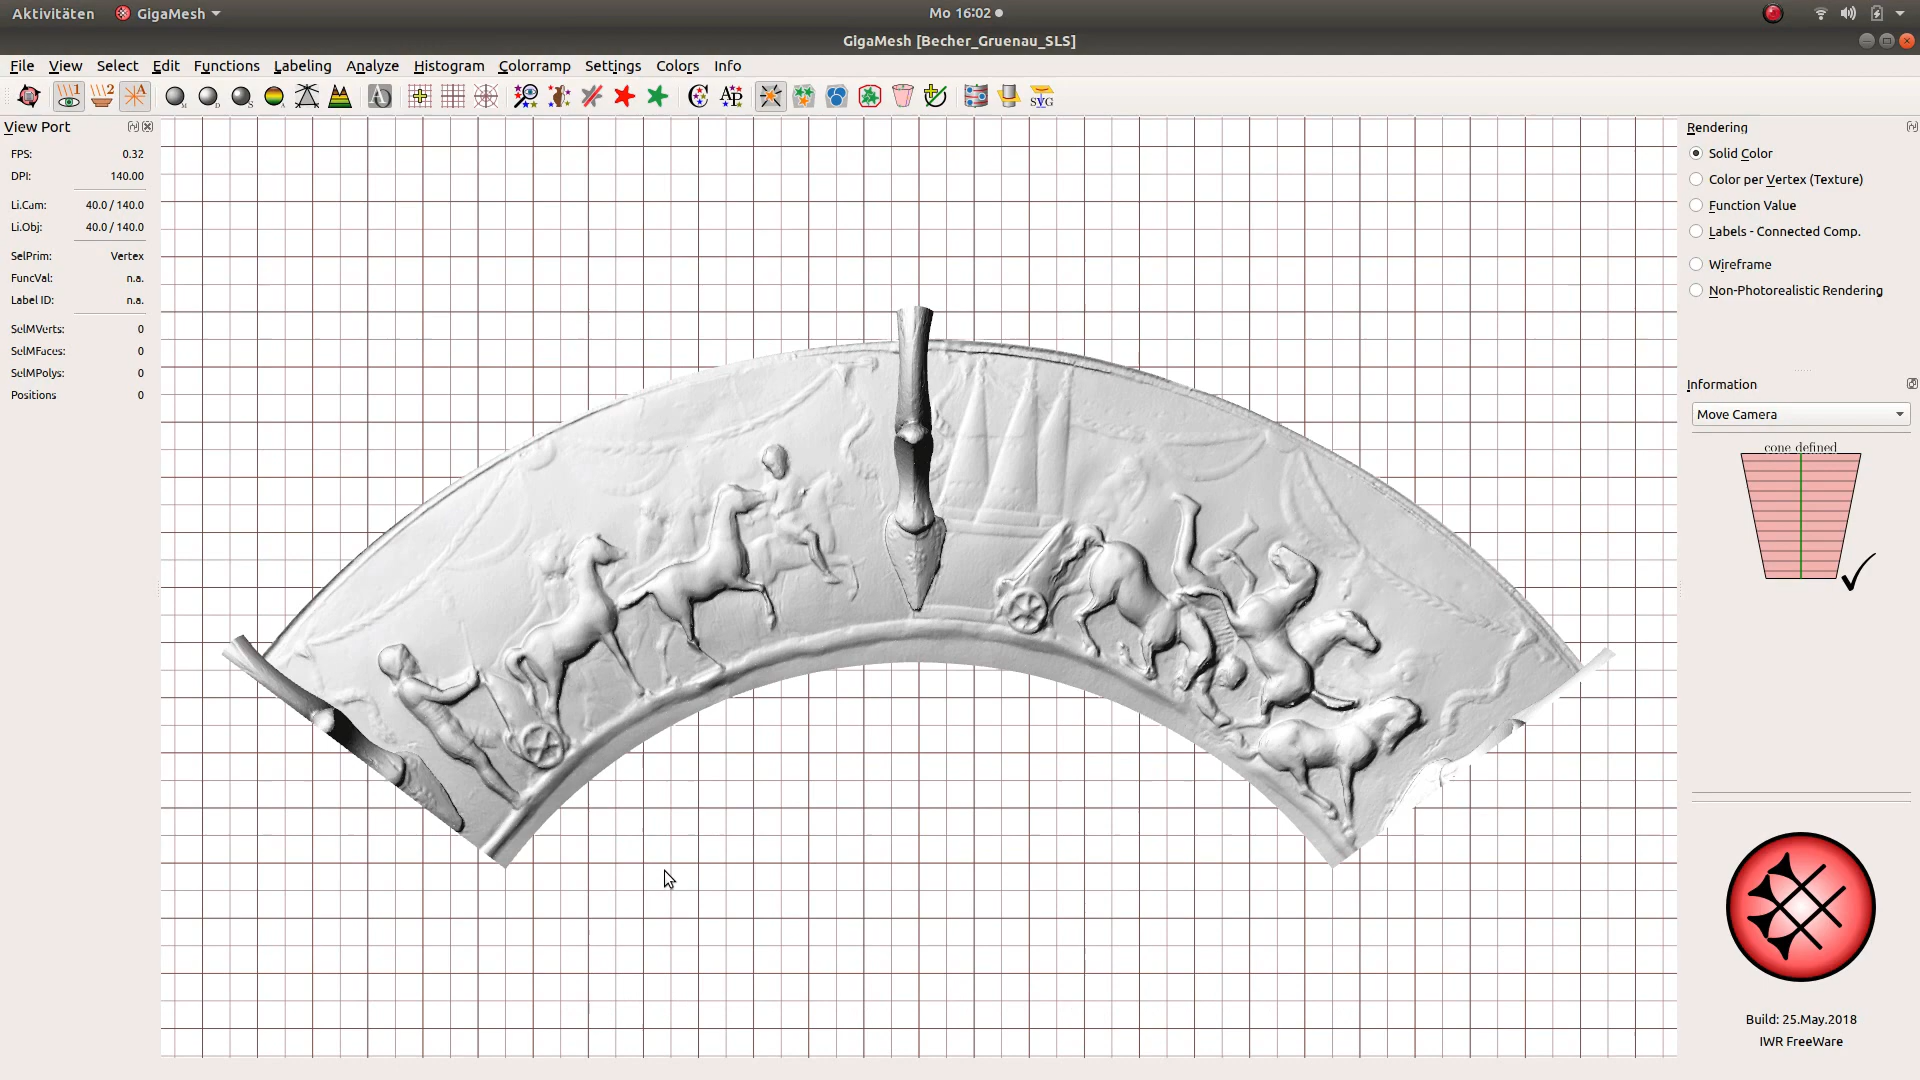 Aktivitäten GigaMesh Mo 16:02
GigaMesh [Becher_Gruenau_SLS]
File View Select Edit Functions Labeling Analyze Histogram Colorramp Settings Colors Info
View Port
FPS: 0.32
DPI: 140.00
Li.Cam: 40.0 / 140.0
Li.Obj: 40.0 / 140.0
SelPrim: Vertex
FuncVal: n.a.
Label ID: n.a.
SelMVerts: 0
SelMFaces: 0
SelMPolys: 0
Positions 0
Rendering
Solid Color
Color per Vertex (Texture)
Function Value
Labels - Connected Comp.
Wireframe
Non-Photorealistic Rendering
Information
Move Camera
cone defined
Build: 25.May.2018
IWR FreeWare